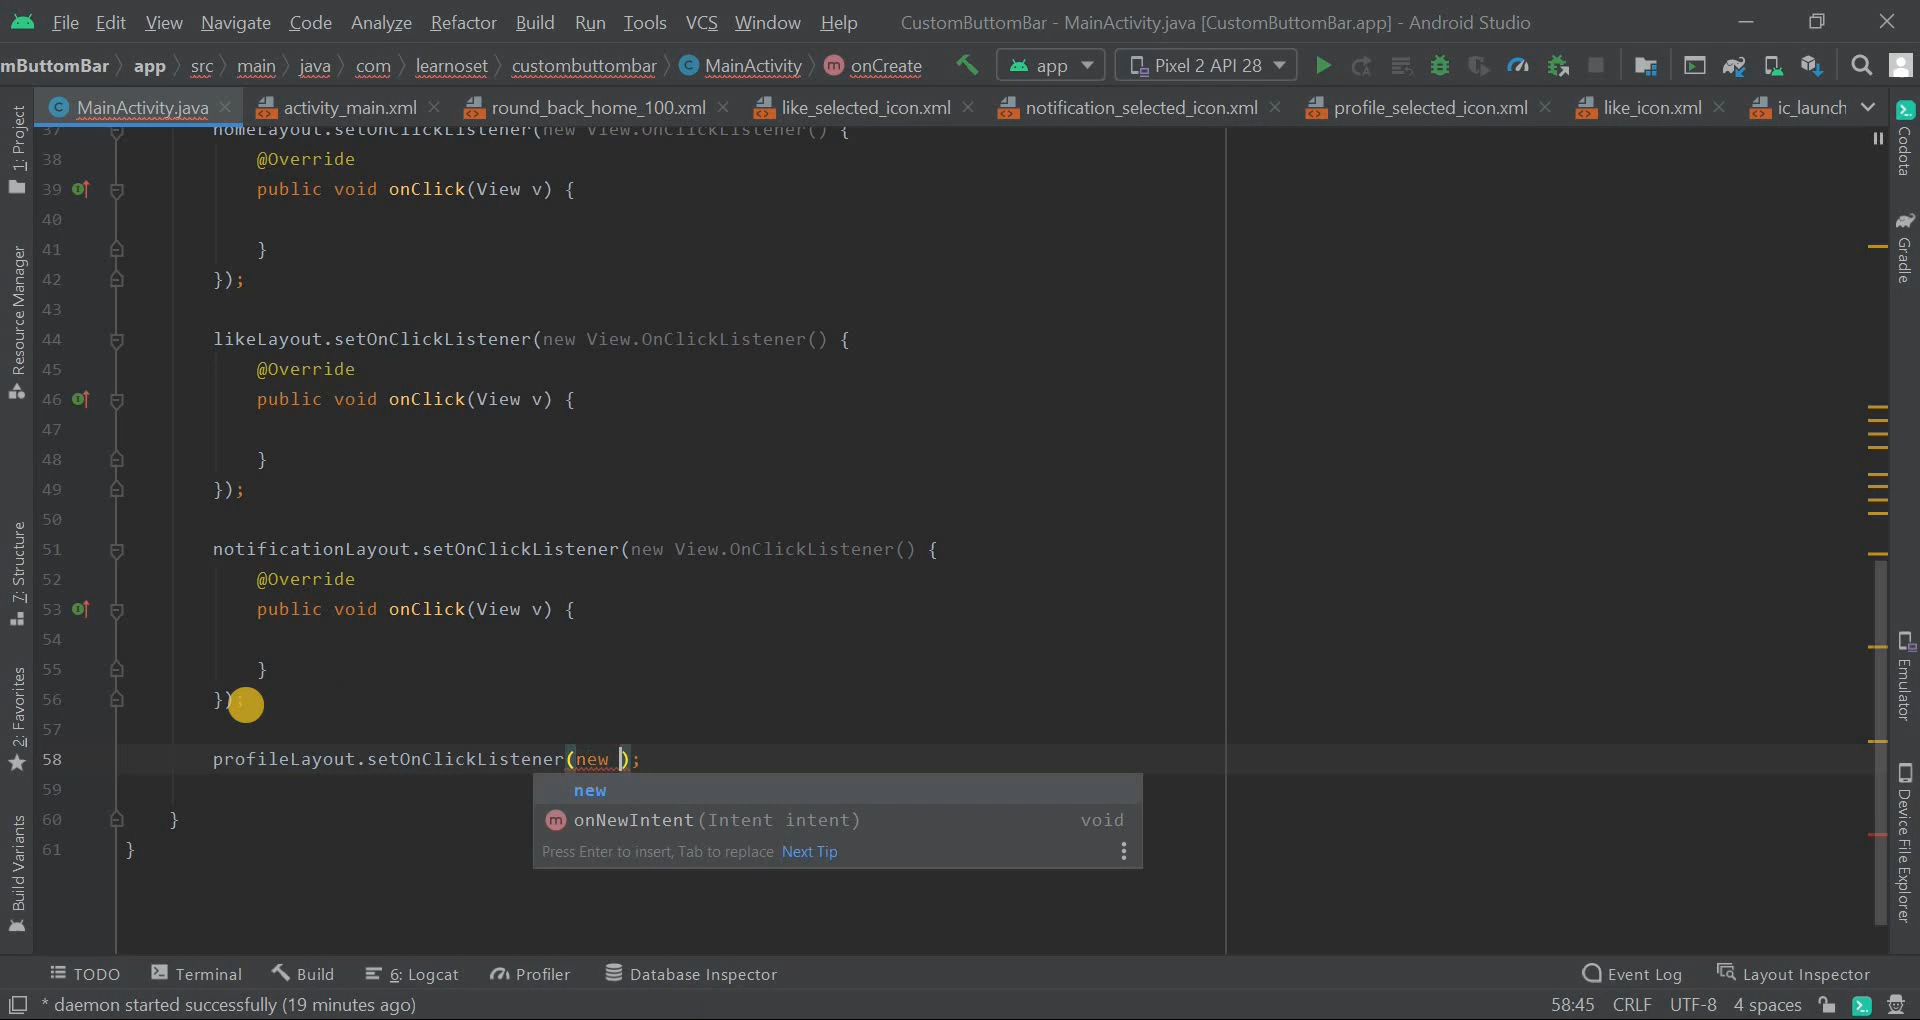 File Edit View Navigate Code Analyze Refactor Build Run Tools VCS Window Help CustomButtomBar - MainActivity.java [CustomButtomBar.app] - Android Studio
mButtomBar app src main java com learnoset custombuttombar MainActivity onCreate app Pixel 2 API 28
MainActivity.java activity_main.xml round_back_home_100.xml like_selected_icon.xml notification_selected_icon.xml profile_selected_icon.xml like_icon.xml ic_launch
37 homeLayout.setOnClickListener(new View.OnClickListener() {
38 @Override
39 public void onClick(View v) {
40
41 }
42 });
43
44 likeLayout.setOnClickListener(new View.OnClickListener() {
45 @Override
46 public void onClick(View v) {
47
48 }
49 });
50
51 notificationLayout.setOnClickListener(new View.OnClickListener() {
52 @Override
53 public void onClick(View v) {
54
55 }
56 });
57
58 profileLayout.setOnClickListener(new );
new
onNewIntent(Intent intent) void
Press Enter to insert, Tab to replace Next Tip
59
60 }
61 }
1: Project
Resource Manager
7: Structure
2: Favorites
Build Variants
Codota
Gradle
Emulator
Device File Explorer
TODO Terminal Build 6: Logcat Profiler Database Inspector Event Log Layout Inspector
* daemon started successfully (19 minutes ago) 58:45 CRLF UTF-8 4 spaces